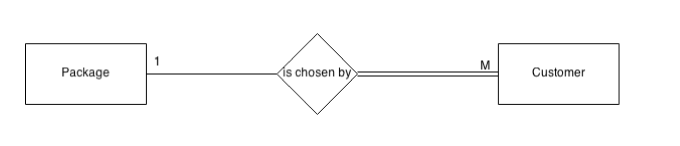 1
M
Package
is chosen by
Customer